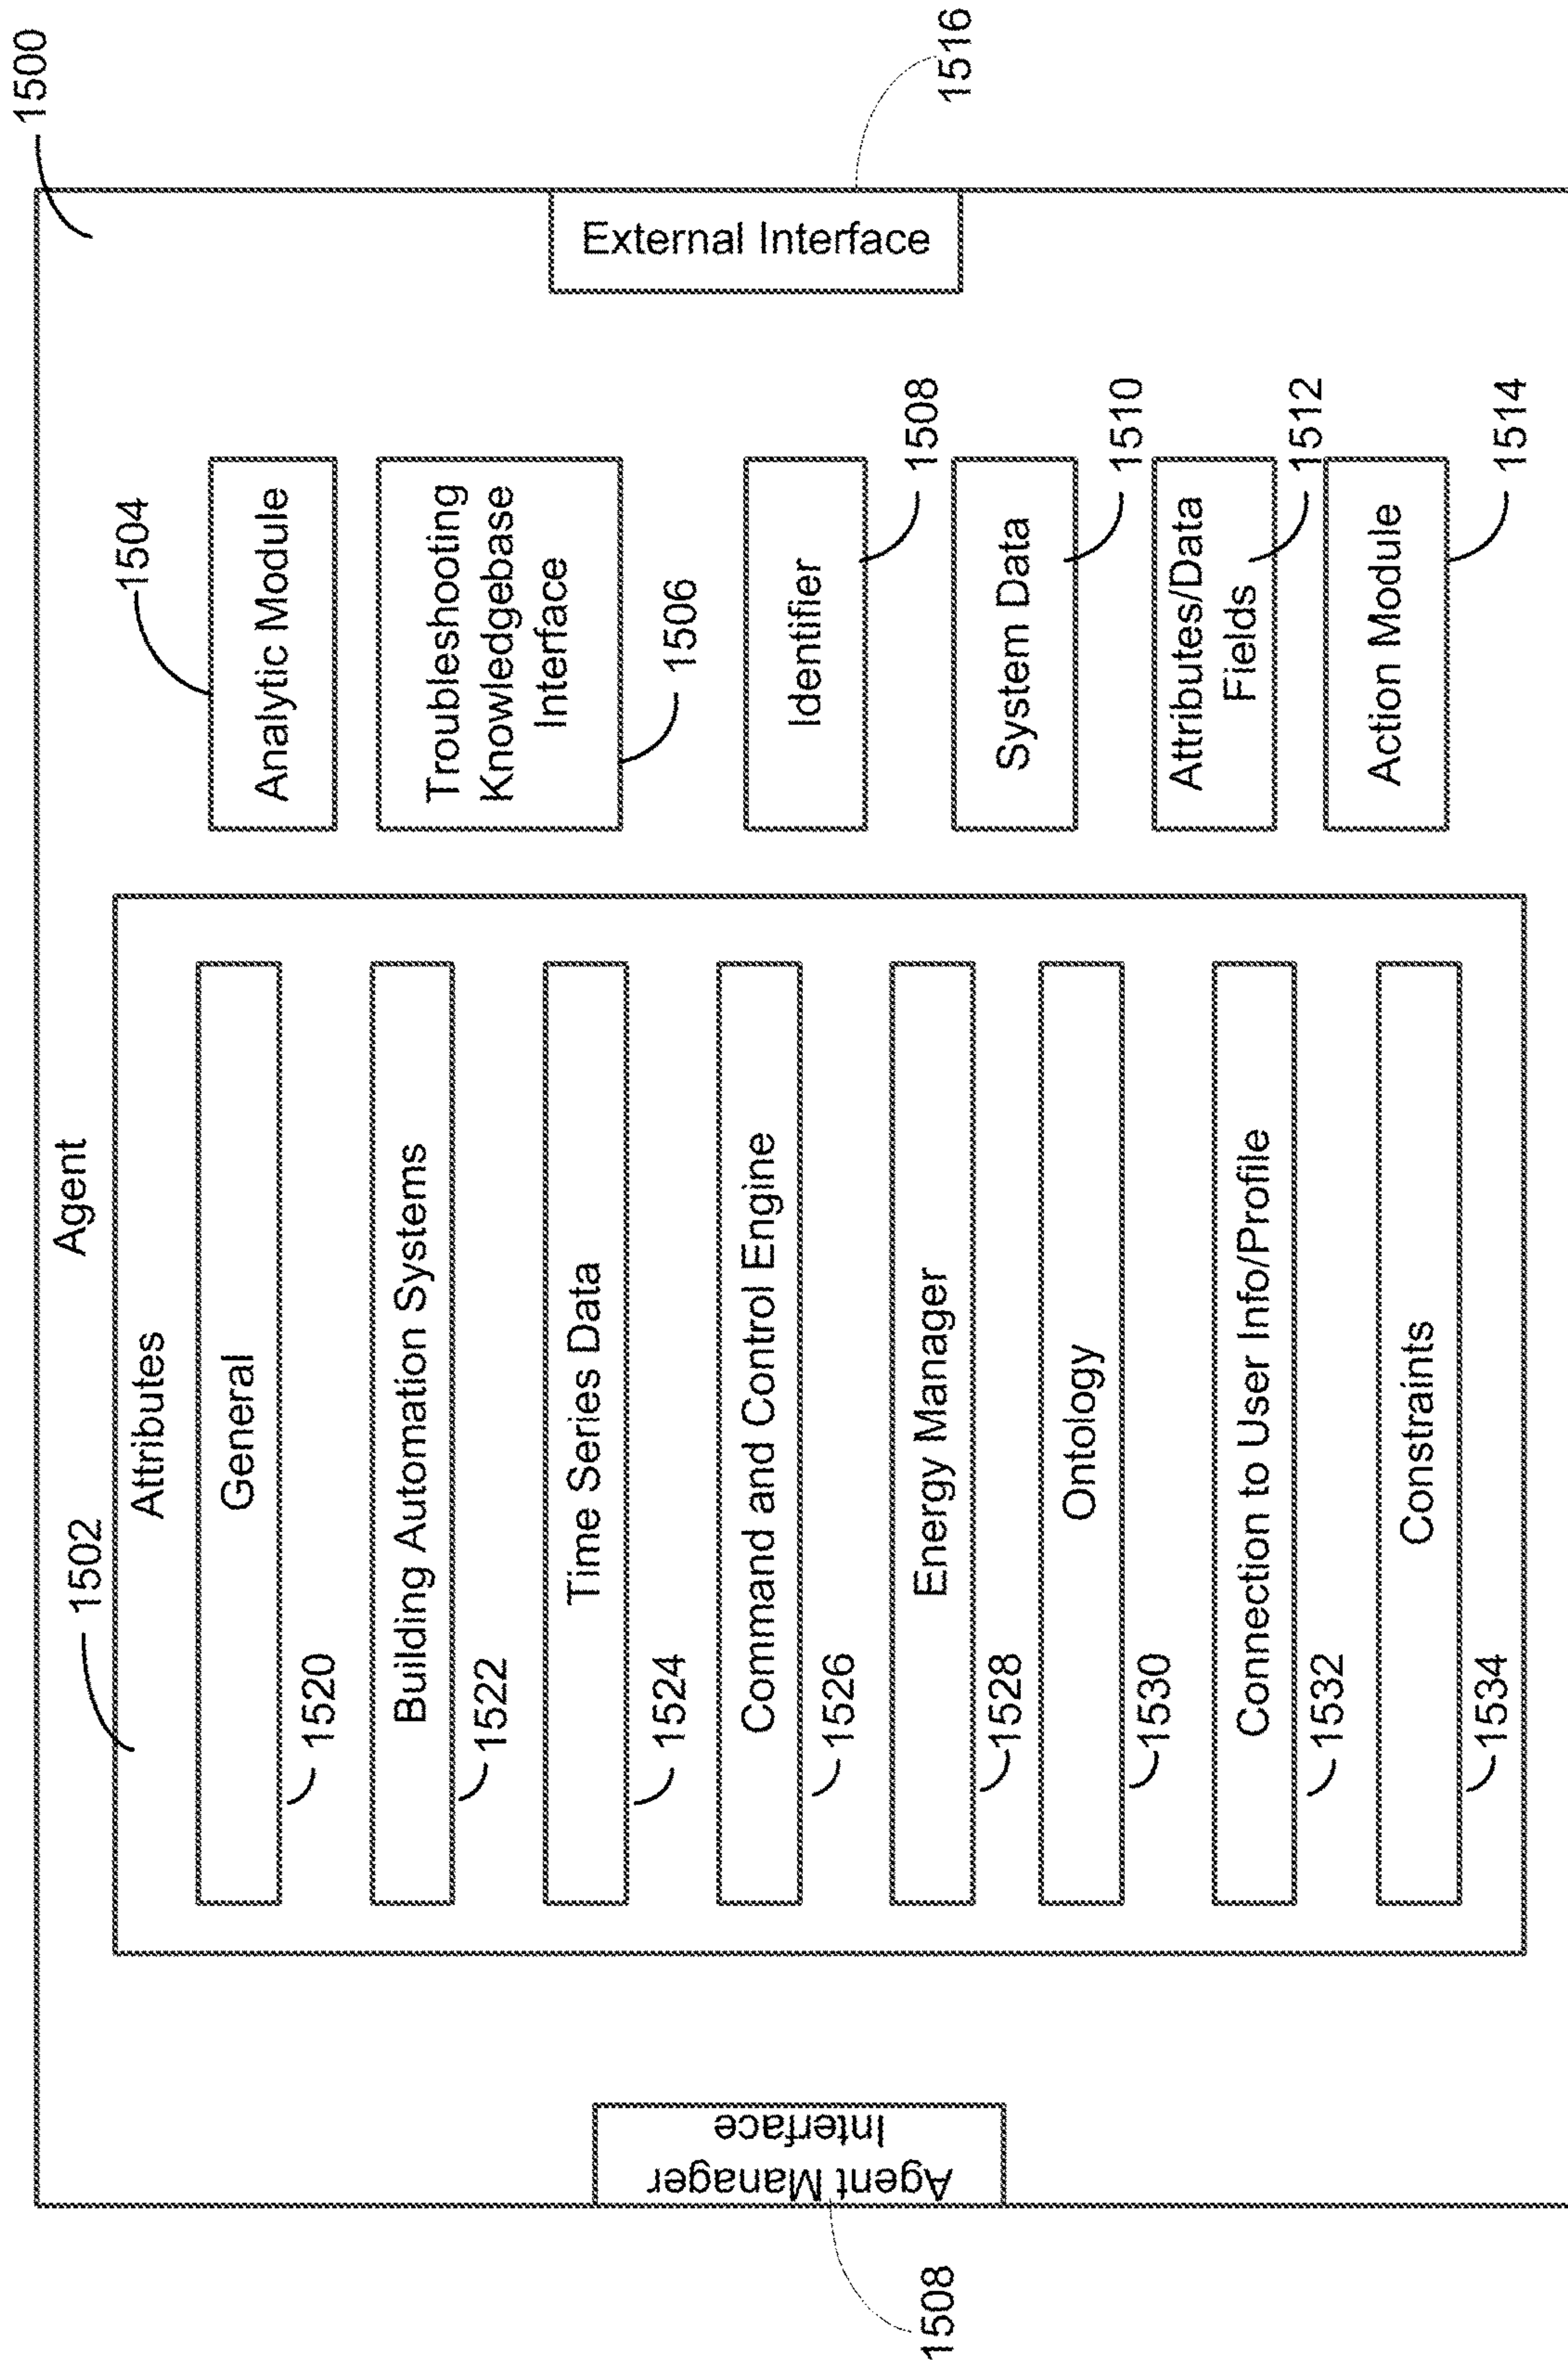 1500
Agent
1502
Attributes
General
1520
Building Automation Systems
1522
Time Series Data
1524
Command and Control Engine
1526
Energy Manager
1528
Ontology
1530
Connection to User Info/Profile
1532
Constraints
1534
1504
Analytic Module
Troubleshooting
Knowledgebase
Interface
1506
Identifier
1508
System Data
1510
Attributes/Data
Fields
1512
Action Module
1514
External Interface
1516
Agent Manager
Interface
1508